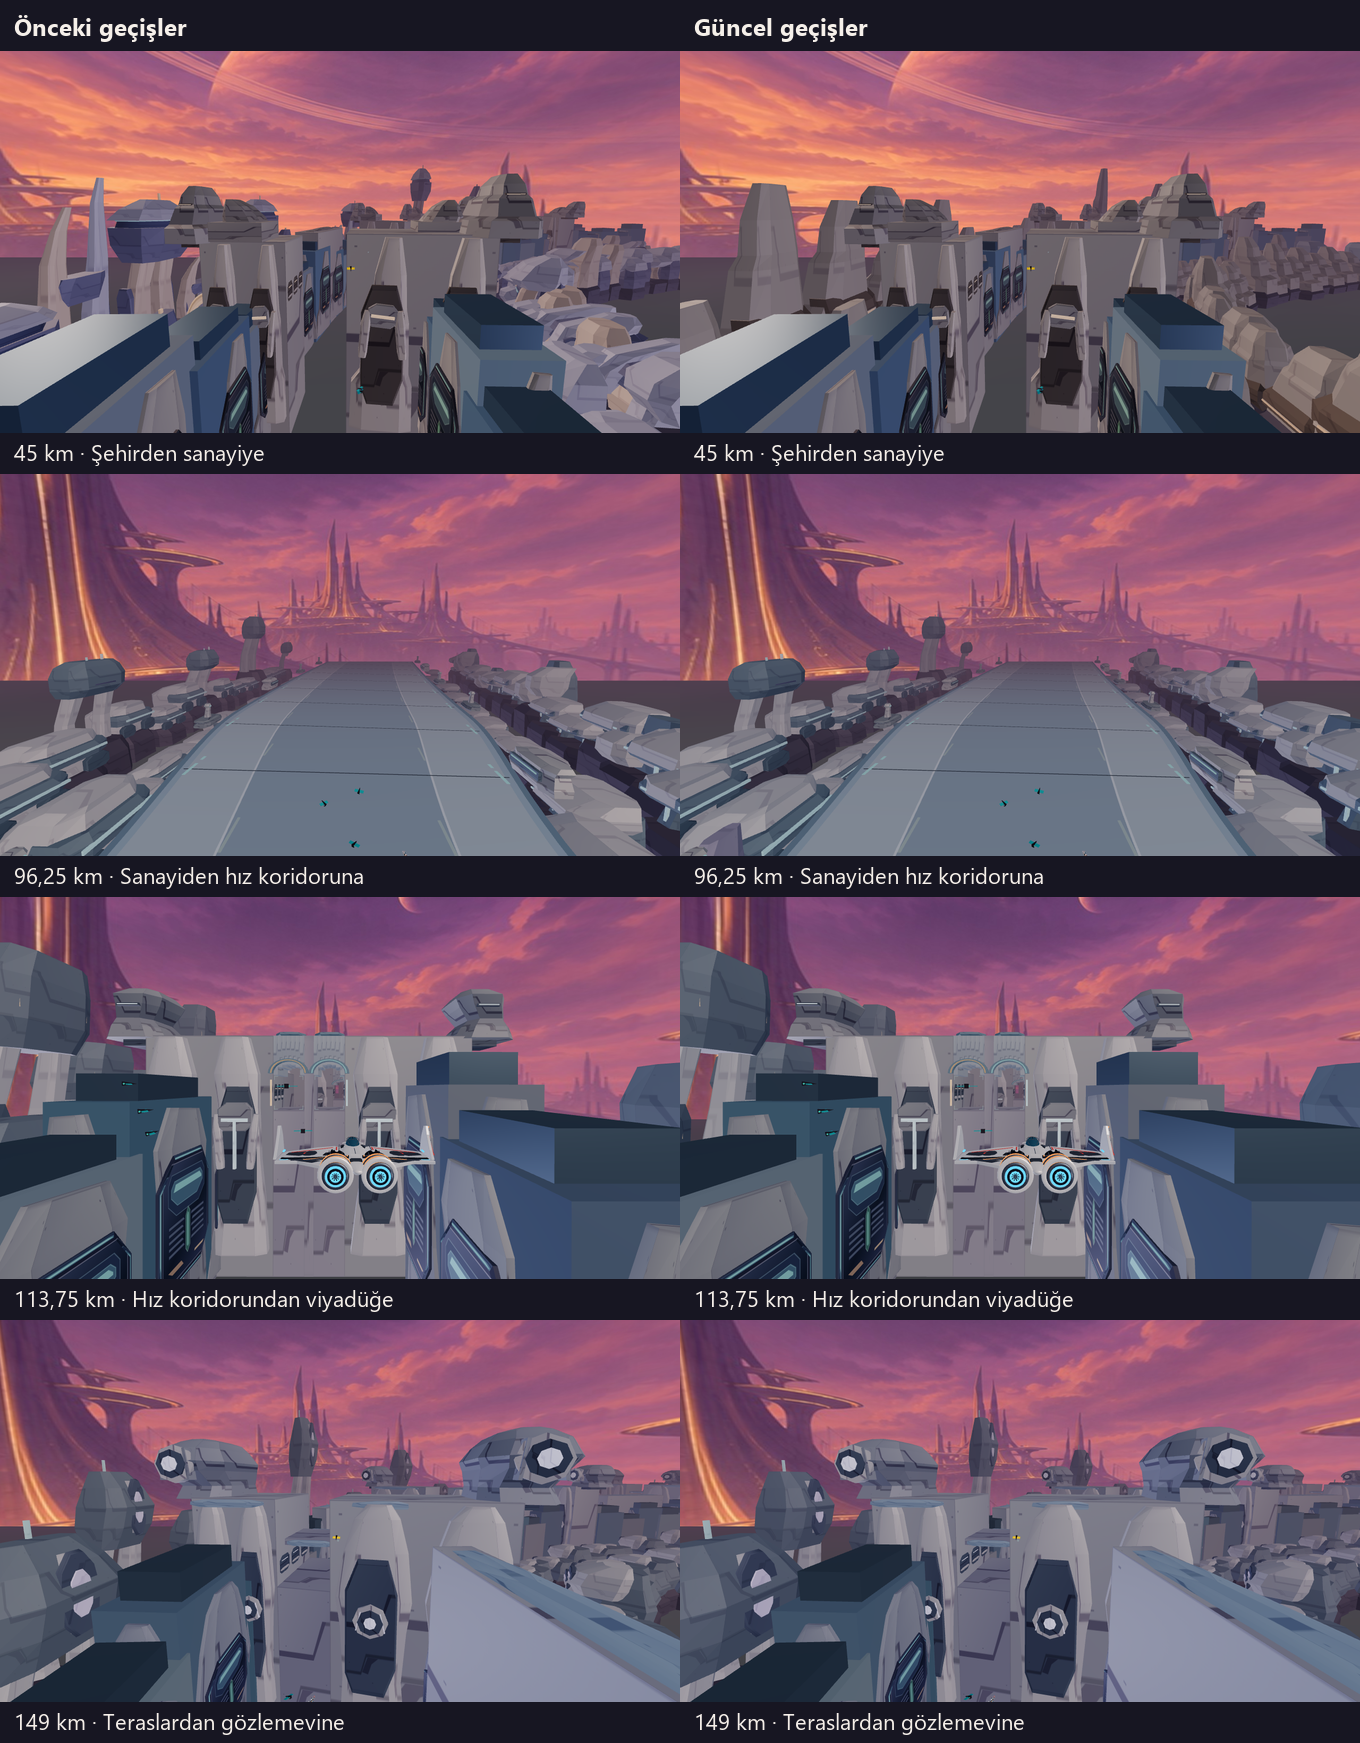 Önceki geçişler
Güncel geçişler
45 km · Şehirden sanayiye
45 km · Şehirden sanayiye
96,25 km · Sanayiden hız koridoruna
96,25 km · Sanayiden hız koridoruna
113,75 km · Hız koridorundan viyadüğe
113,75 km · Hız koridorundan viyadüğe
149 km · Teraslardan gözlemevine
149 km · Teraslardan gözlemevine